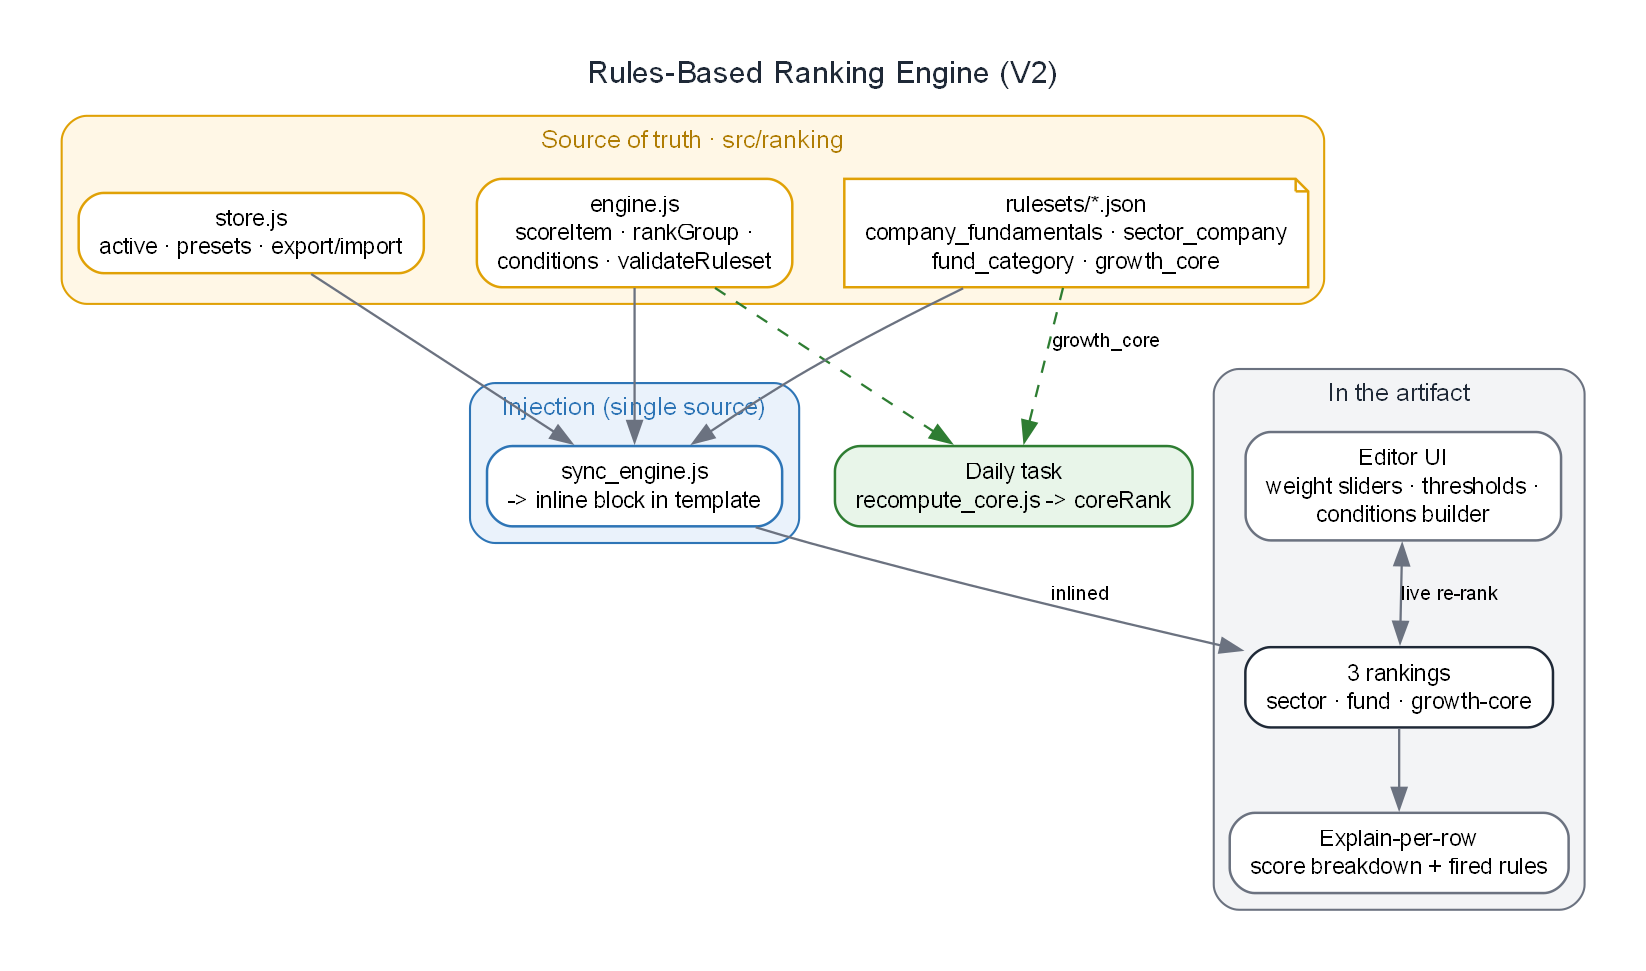 Rules-Based Ranking Engine (V2)
Source of truth · src/ranking
store.js
active · presets · export/import
engine.js
scoreItem · rankGroup ·
conditions · validateRuleset
rulesets/*.json
company_fundamentals · sector_company
fund_category · growth_core
growth_core
Injection (single source)
sync_engine.js
-> inline block in template
Daily task
recompute_core.js -> coreRank
In the artifact
Editor UI
weight sliders · thresholds ·
conditions builder
inlined
live re-rank
3 rankings
sector · fund · growth-core
Explain-per-row
score breakdown + fired rules